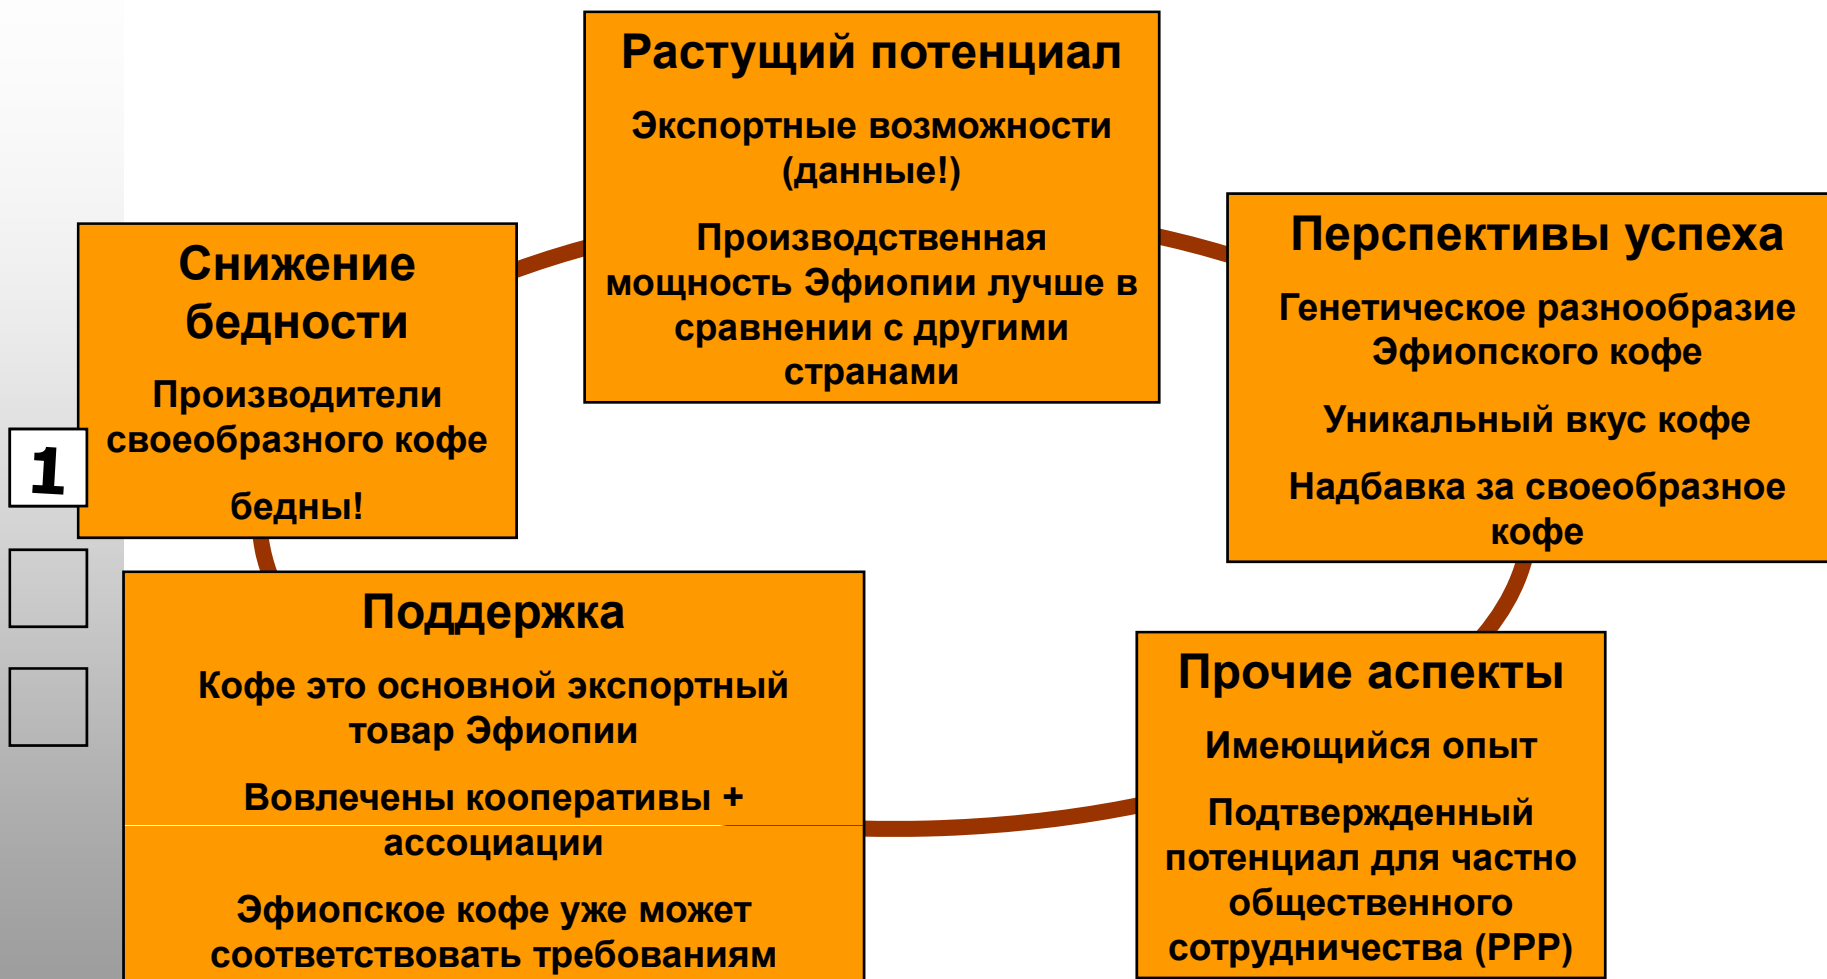 Растущий потенциал
Экспортные возможности
(данные!)
Производственная
мощность Эфиопии лучше в
сравнении с другими
странами
Снижение
бедности
Производители
своеобразного кофе
бедны!
Перспективы успеха
Генетическое разнообразие
Эфиопского кофе
Уникальный вкус кофе
Надбавка за своеобразное
кофе
1
Поддержка
Кофе это основной экспортный
товар Эфиопии
Вовлечены кооперативы +
ассоциации
Эфиопское кофе уже может
соответствовать требованиям
Прочие аспекты
Имеющийся опыт
Подтвержденный
потенциал для частно
общественного
сотрудничества (PPP)